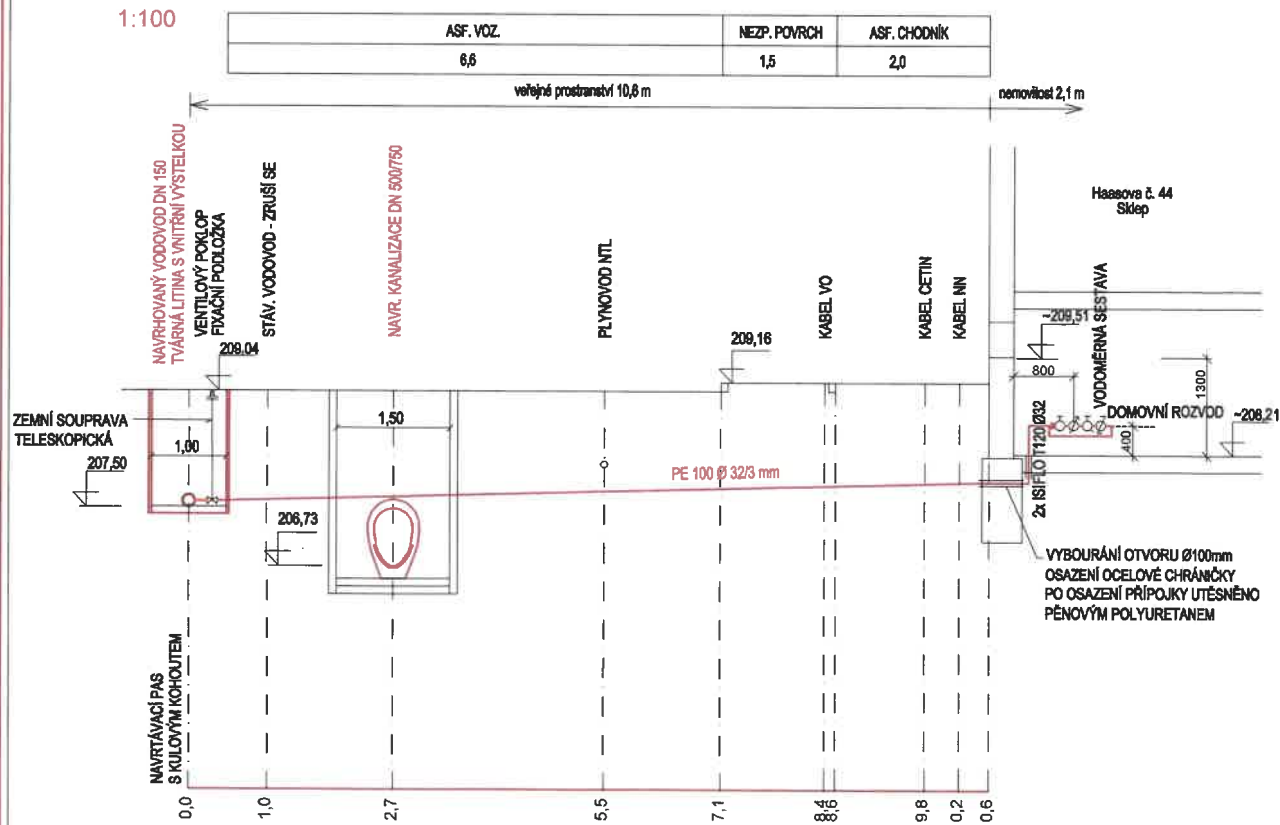 1:100
ASF. VOZ.
NEZP. POVRCH
ASF. CHODNÍK
6,6
1,5
2,0
veřejné prostranství 10,6 m
nemovitost 2,1 m
NAVRHOVANÝ VODOVOD DN 150
TVÁRNÁ LITINA S VNITŘNÍ VÝSTELKOU
VENTILOVÝ POKLOP
FIXAČNÍ PODLOŽKA
STÁV. VODOVOD - ZRUŠÍ SE
NAVR. KANALIZACE DN 500/750
PLYNOVOD NTL
KABEL VO
KABEL CETIN
KABEL NN
Haasova č. 44
Sklep
VODOMĚRNÁ SESTAVA
209.04
209,16
~209,51
800
1300
ZEMNÍ SOUPRAVA
TELESKOPICKÁ
1,00
1,50
DOMOVNÍ ROZVOD
~208,21
400
207,50
PE 100 Ø 32/3 mm
2x ISIFLO T120 Ø32
206,73
VYBOURÁNÍ OTVORU Ø100mm
OSAZENÍ OCELOVÉ CHRÁNIČKY
PO OSAZENÍ PŘÍPOJKY UTĚSNĚNO
PĚNOVÝM POLYURETANEM
NAVRTÁVACÍ PAS
S KULOVÝM KOHOUTEM
0,0
1,0
2,7
5,5
7,1
8,4
8,6
9,8
0,2
0,6